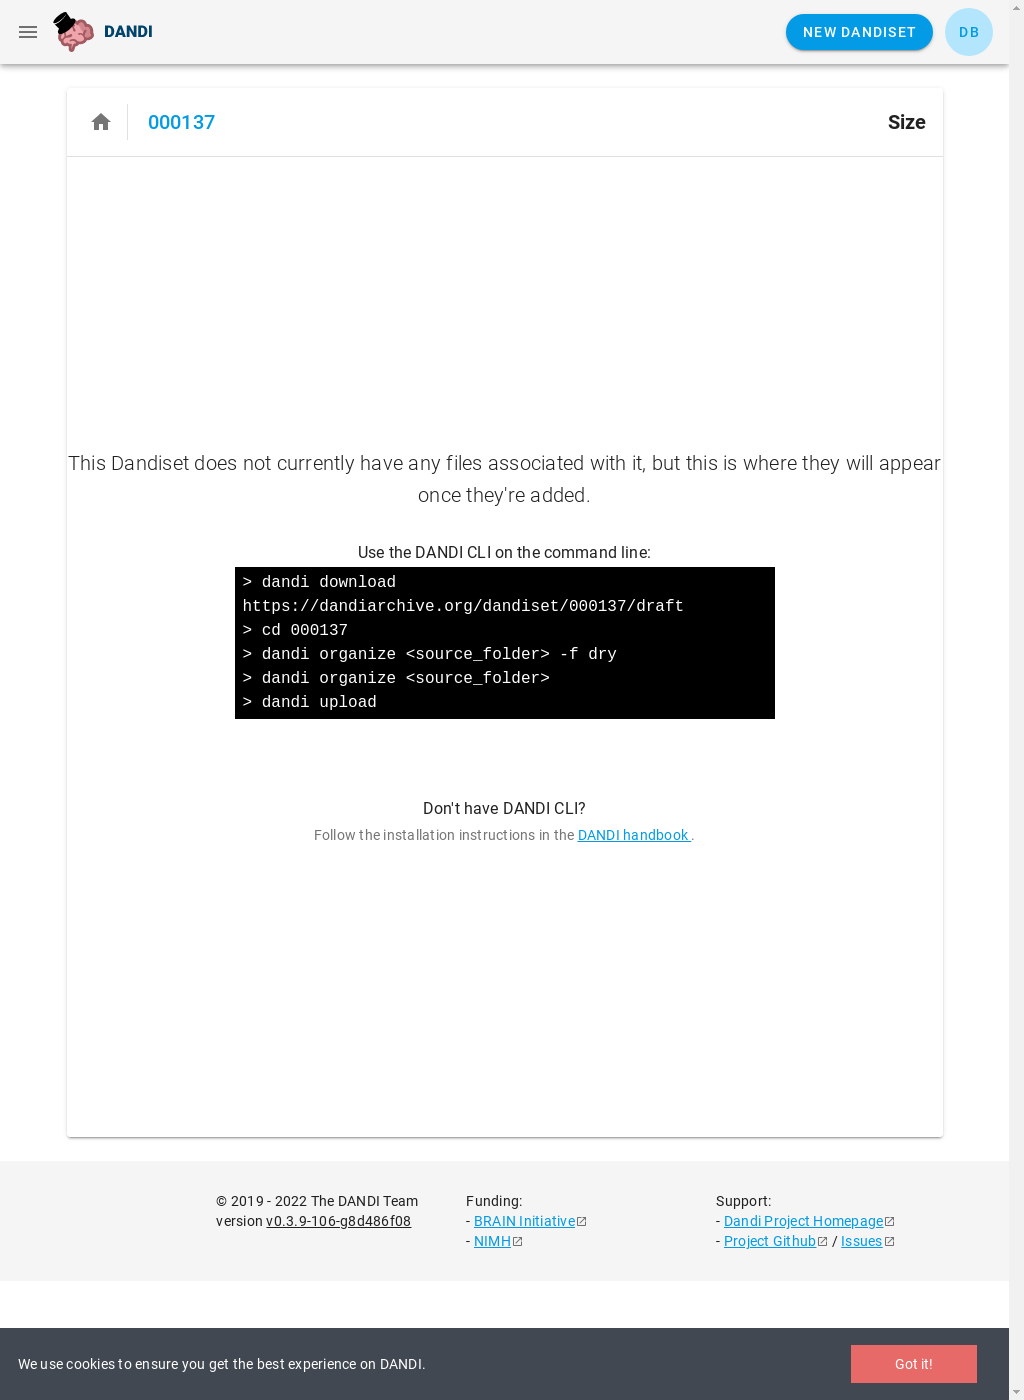 DANDI
NEW DANDISET
DB
000137
Size
This Dandiset does not currently have any files associated with it, but this is where they will appear
once they're added.
Use the DANDI CLI on the command line:
> dandi download
https://dandiarchive.org/dandiset/000137/draft
> cd 000137
> dandi organize <source_folder> -f dry
> dandi organize <source_folder>
> dandi upload
Don't have DANDI CLI?
Follow the installation instructions in the DANDI handbook .
© 2019 - 2022 The DANDI Team
version v0.3.9-106-g8d486f08
Funding:
- BRAIN Initiative
- NIMH
Support:
- Dandi Project Homepage
- Project Github / Issues
We use cookies to ensure you get the best experience on DANDI.
Got it!